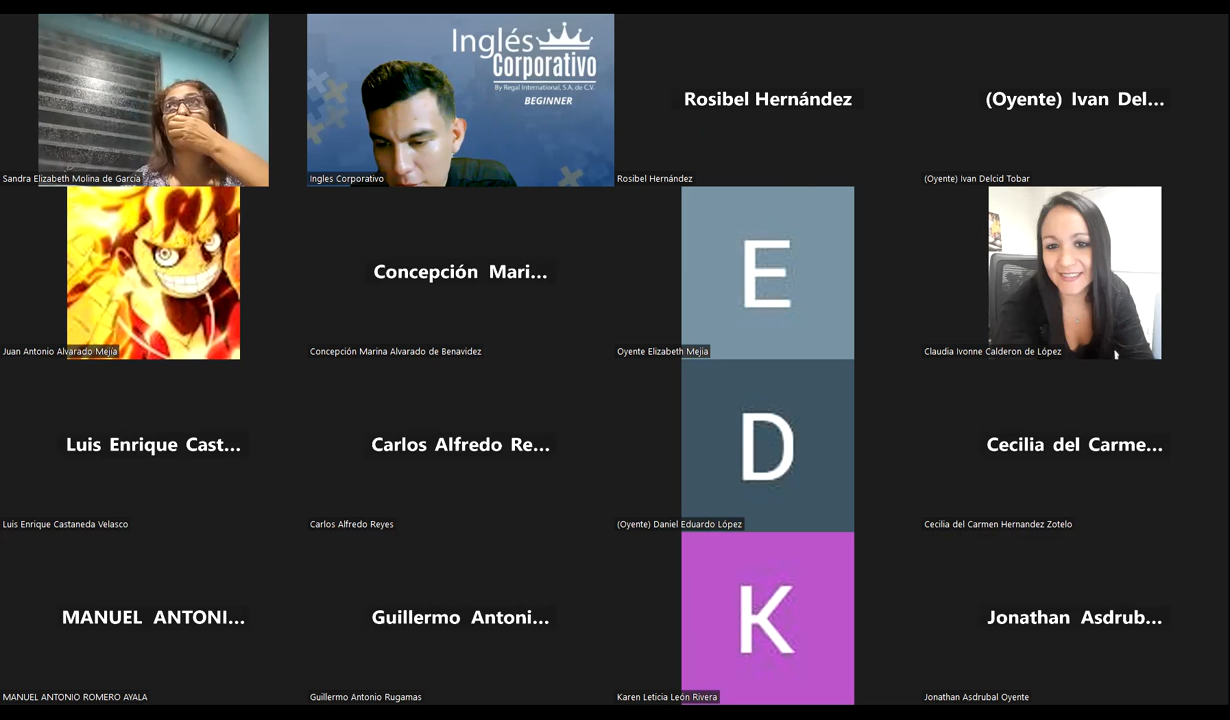 Inglés
Corporativo
By Regal International, S.A. de C.V.
BEGINNER
Sandra Elizabeth Molina de García
Ingles Corporativo
Rosibel Hernández
Rosibel Hernández
(Oyente) Ivan Del...
(Oyente) Ivan Delcid Tobar
Juan Antonio Alvarado Mejía
Concepción Mari...
Concepción Marina Alvarado de Benavidez
E
Oyente Elizabeth Mejia
Claudia Ivonne Calderon de López
Luis Enrique Cast...
Luis Enrique Castaneda Velasco
Carlos Alfredo Re...
Carlos Alfredo Reyes
D
(Oyente) Daniel Eduardo López
Cecilia del Carme...
Cecilia del Carmen Hernandez Zotelo
MANUEL ANTONI...
MANUEL ANTONIO ROMERO AYALA
Guillermo Antoni...
Guillermo Antonio Rugamas
K
Karen Leticia León Rivera
Jonathan Asdrub...
Jonathan Asdrubal Oyente